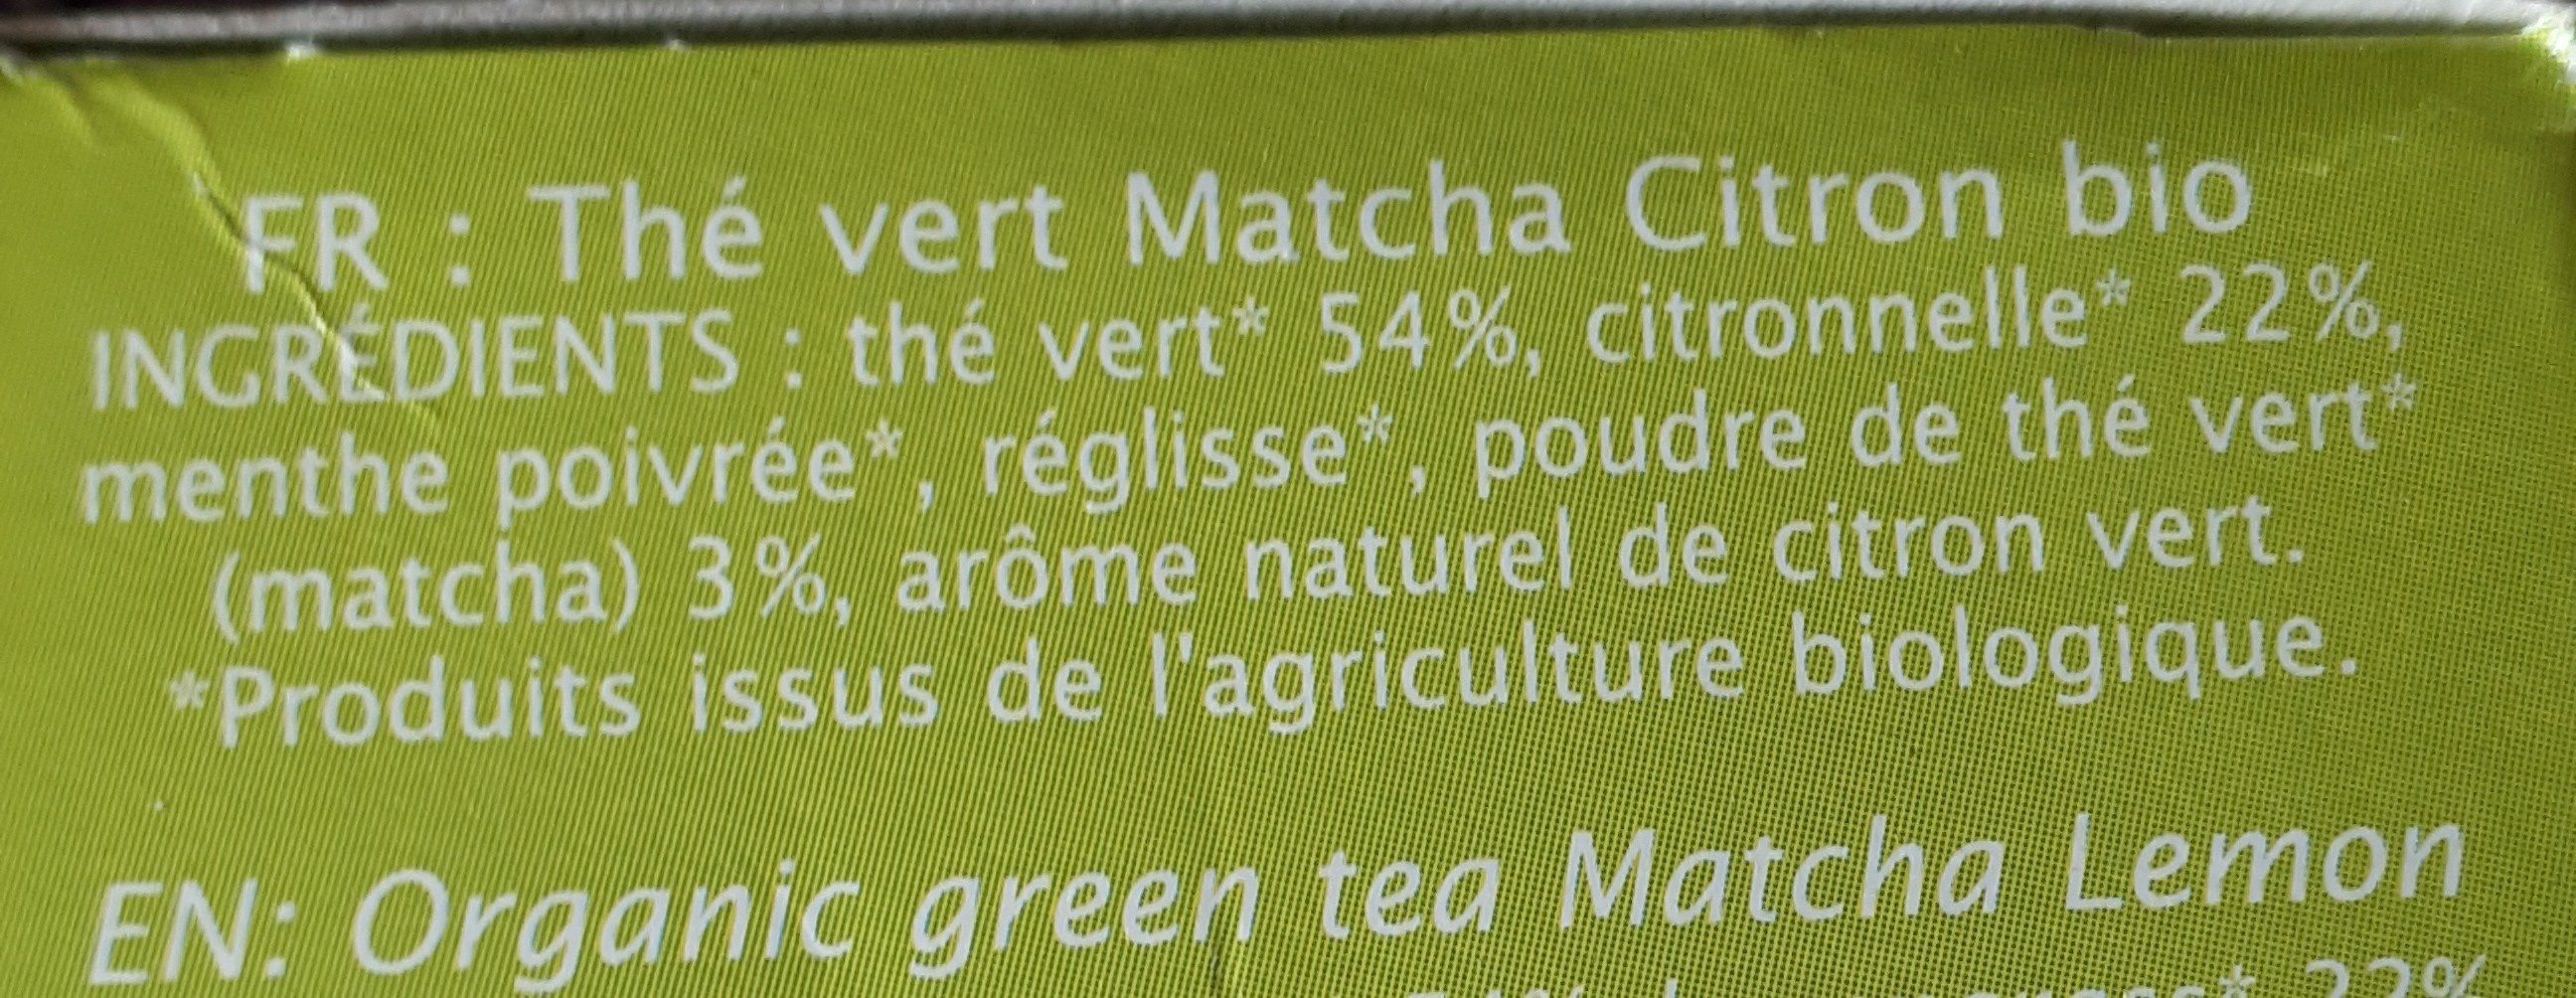 FR : Thé vert Matcha Citron bio
INGRÉDIENTS : thé vert* 54%, citronnelle* 22%,
menthe poivrée*, réglisse*, poudre de thé vert*
(matcha) 3%, arôme naturel de citron vert.
*Produits issus de l'agriculture biologique.
EN: Organic green tea Matcha Lemon
22%